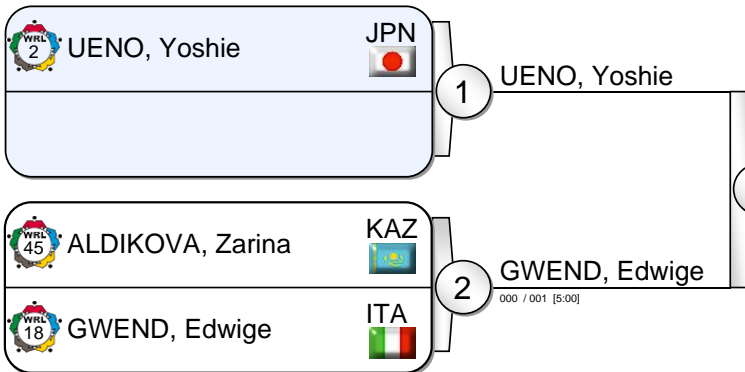 WRL
2
UENO, Yoshie
JPN
1
UENO, Yoshie
WRL
45
ALDIKOVA, Zarina
KAZ
2
GWEND, Edwige
000 / 001 [5:00]
WRL
18
GWEND, Edwige
ITA